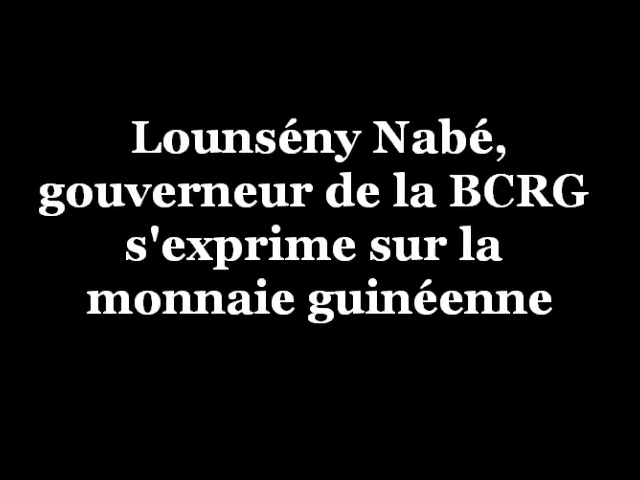 Lounsény Nabé,
gouverneur de la BCRG
s'exprime sur la
monnaie guinéenne